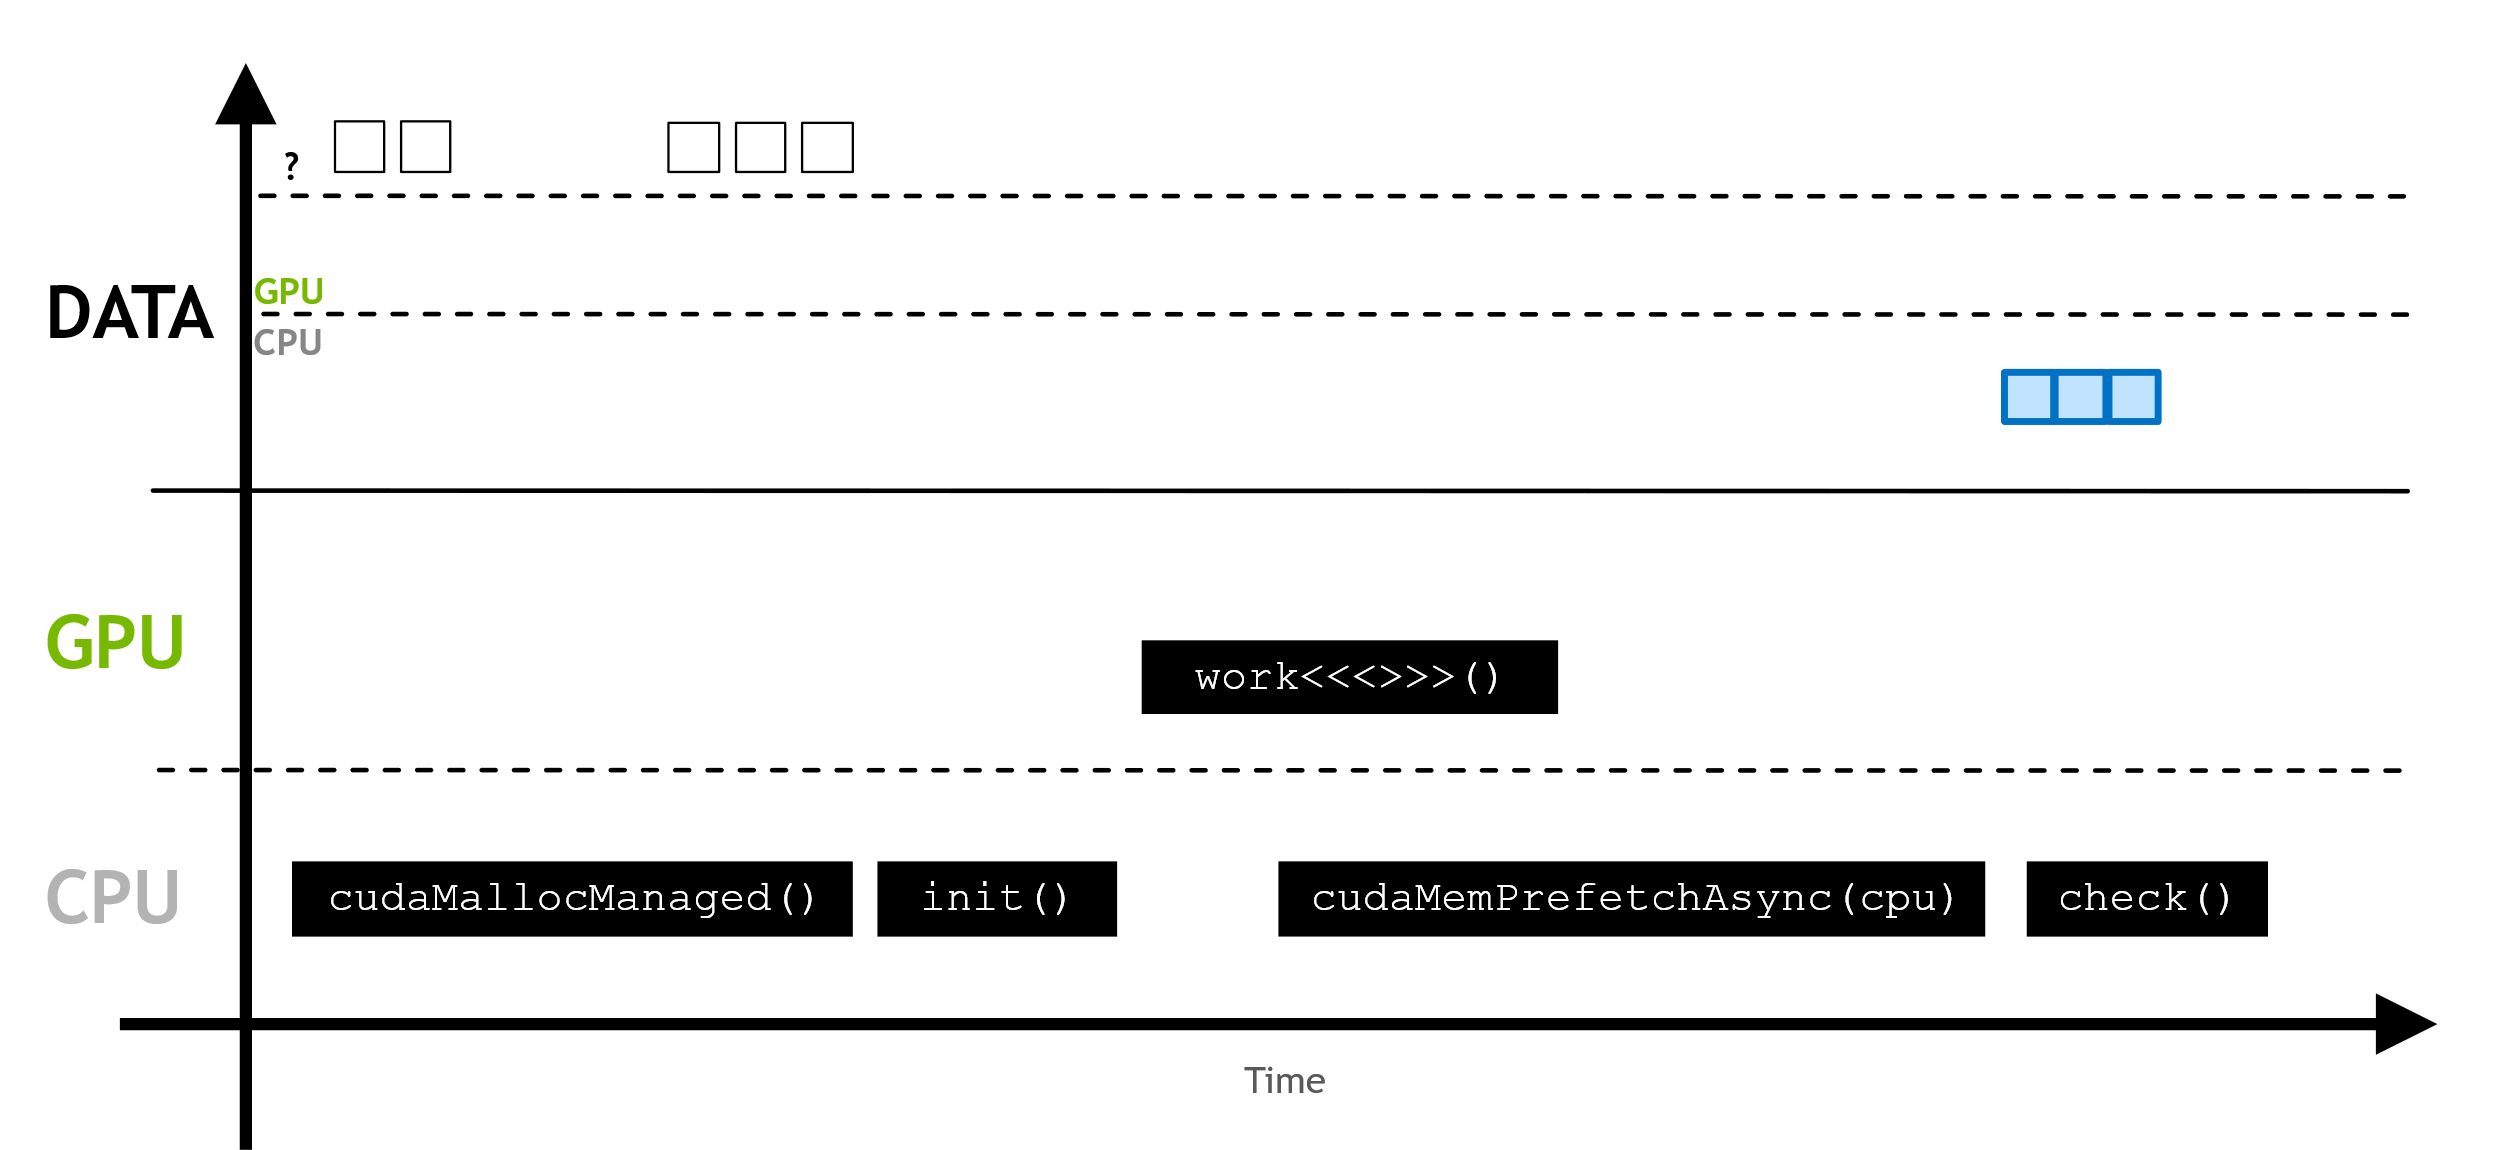 ?
DATA
GPU
CPU
GPU
work<<<>>>()
CPU
cudaMallocManaged()
init()
cudaMemPrefetchAsync(cpu)
check()
Time